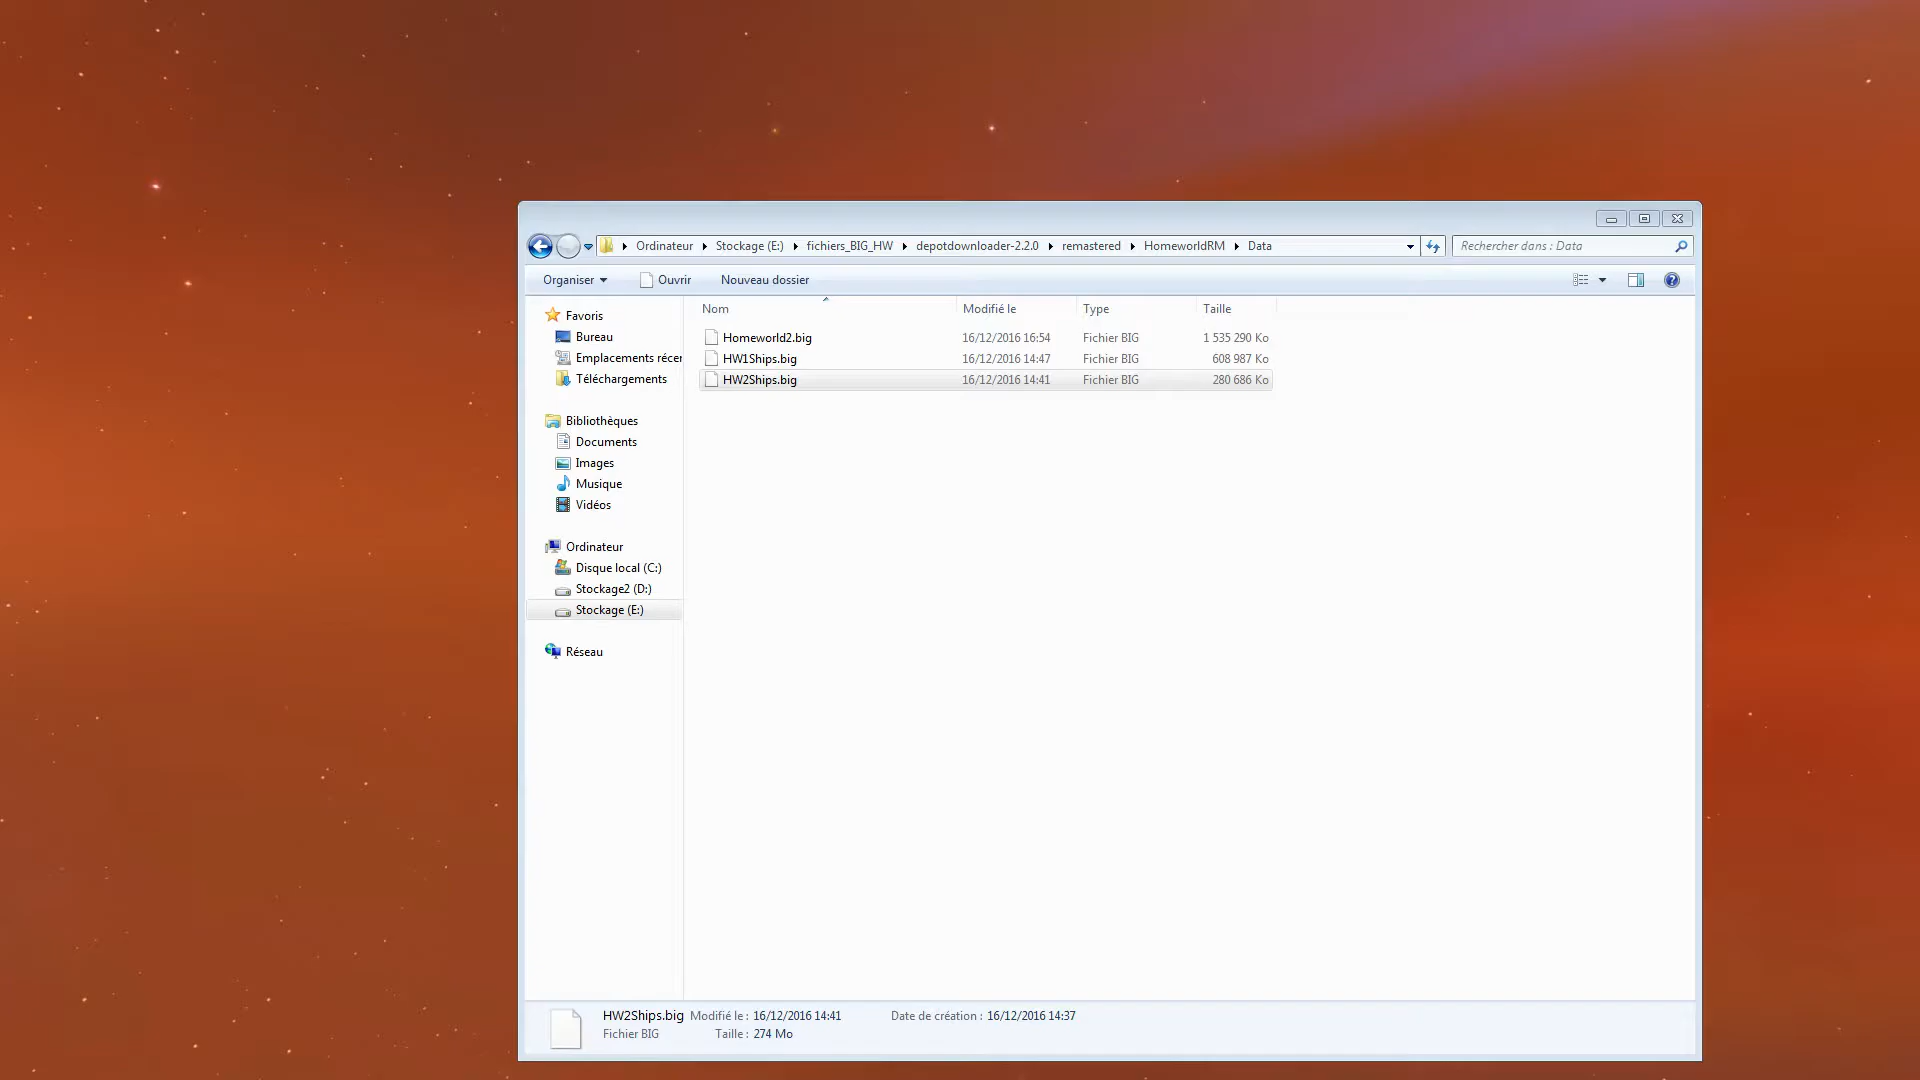 Ordinateur Stockage (E:) fichiers_BIG_HW depotdownloader-2.2.0 remastered HomeworldRM Data Rechercher dans : Data
Organiser Ouvrir Nouveau dossier
Nom Modifié le Type Taille
Homeworld2.big 16/12/2016 16:54 Fichier BIG 1 535 290 Ko
HW1Ships.big 16/12/2016 14:47 Fichier BIG 608 987 Ko
HW2Ships.big 16/12/2016 14:41 Fichier BIG 280 686 Ko
Favoris
Bureau
Emplacements récer
Téléchargements
Bibliothèques
Documents
Images
Musique
Vidéos
Ordinateur
Disque local (C:)
Stockage2 (D:)
Stockage (E:)
Réseau
HW2Ships.big Modifié le : 16/12/2016 14:41 Date de création : 16/12/2016 14:37
Fichier BIG Taille : 274 Mo